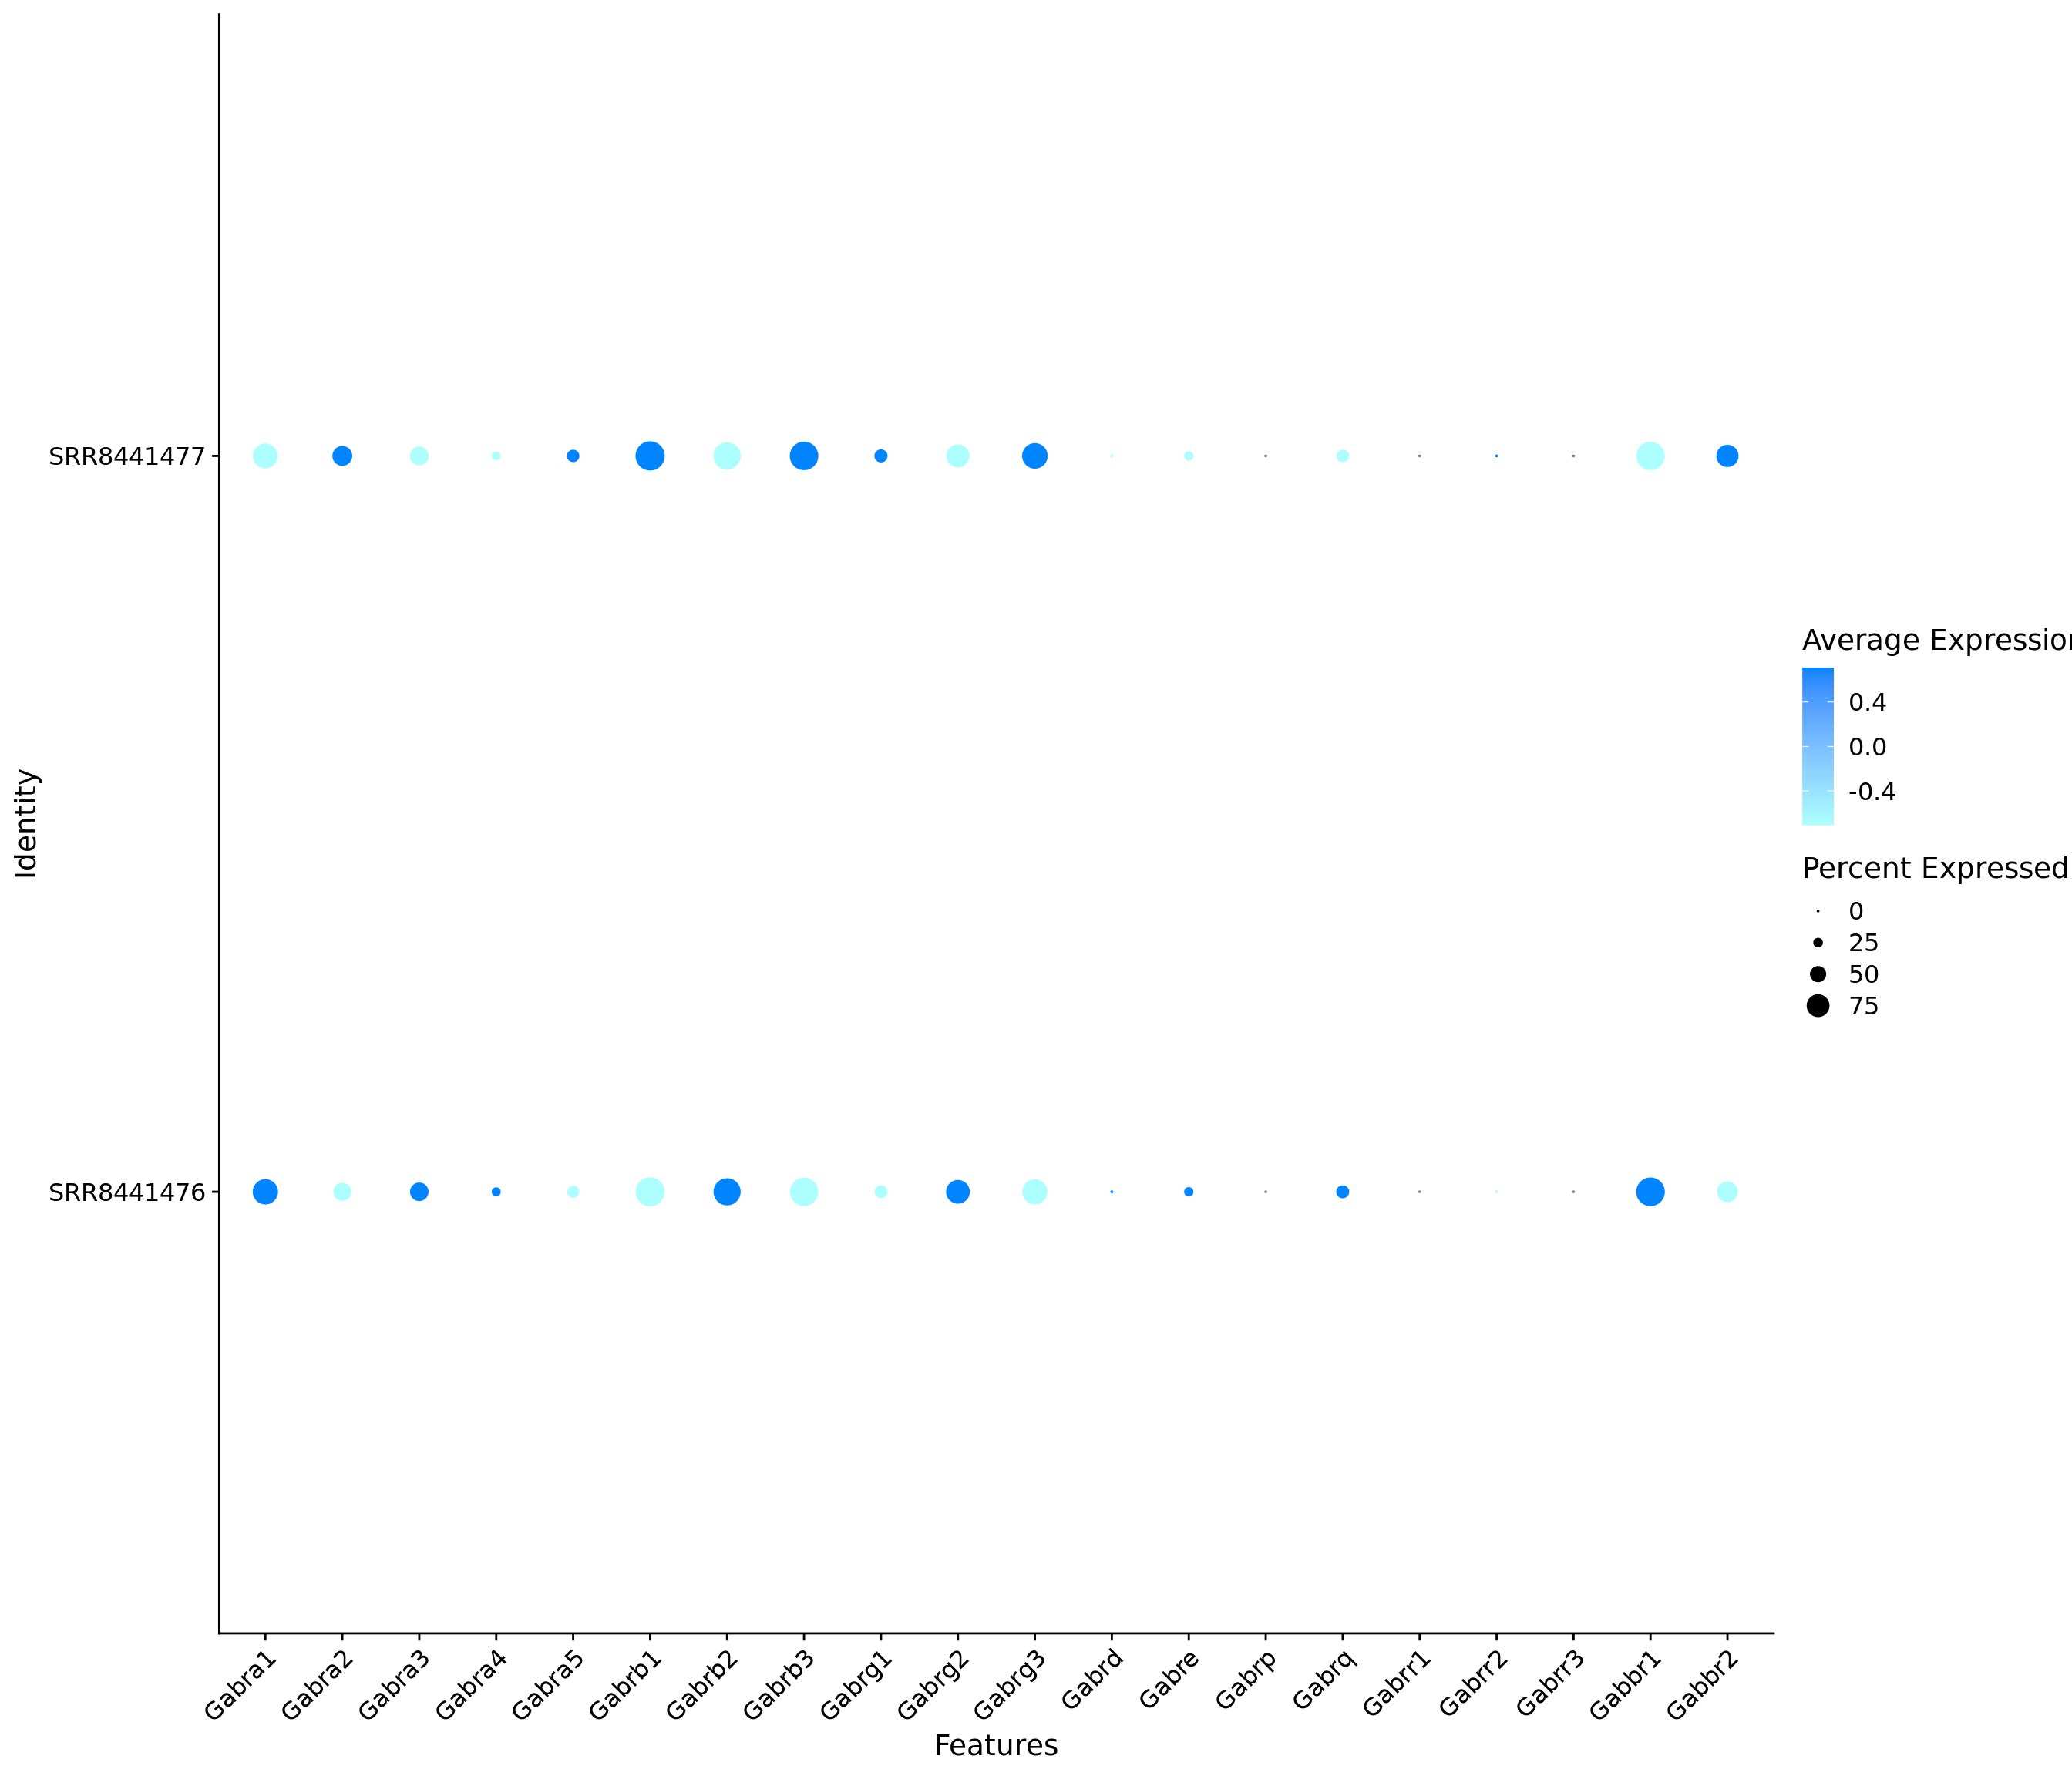 SRR8441477
SRR8441476
Identity
Gabra1
Gabra2
Gabra3
Gabra4
Gabra5
Gabrb1
Gabrb2
Gabrb3
Gabrg1
Gabrg2
Gabrg3
Gabrd
Gabre
Gabrp
Gabrq
Gabrr1
Gabrr2
Gabrr3
Gabbr1
Gabbr2
Features
Average Expression
0.4
0.0
-0.4
Percent Expressed
0
25
50
75